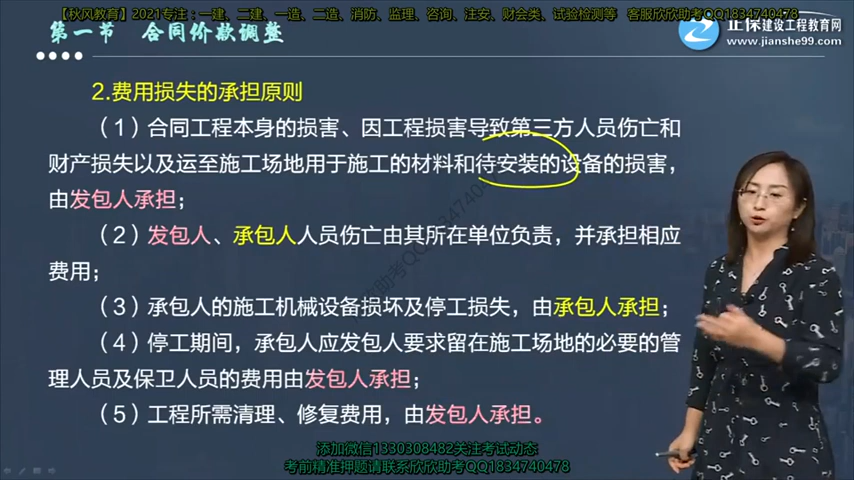 【秋风教育】2021专注：一建、二建、一造、二造、消防、监理、咨询、注安、财会类、试验检测等 客服欣欣助考QQ1834740478
第一节 合同价款调整
正保建设工程教育网
www.jianshe99.com
2.费用损失的承担原则
（1）合同工程本身的损害、因工程损害导致第三方人员伤亡和
财产损失以及运至施工场地用于施工的材料和待安装的设备的损害，
由发包人承担；
（2）发包人、承包人人员伤亡由其所在单位负责，并承担相应
费用；
（3）承包人的施工机械设备损坏及停工损失，由承包人承担；
（4）停工期间，承包人应发包人要求留在施工场地的必要的管
理人员及保卫人员的费用由发包人承担；
（5）工程所需清理、修复费用，由发包人承担。
添加微信1330308482关注考试动态
考前精准押题请联系欣欣助考QQ1834740478